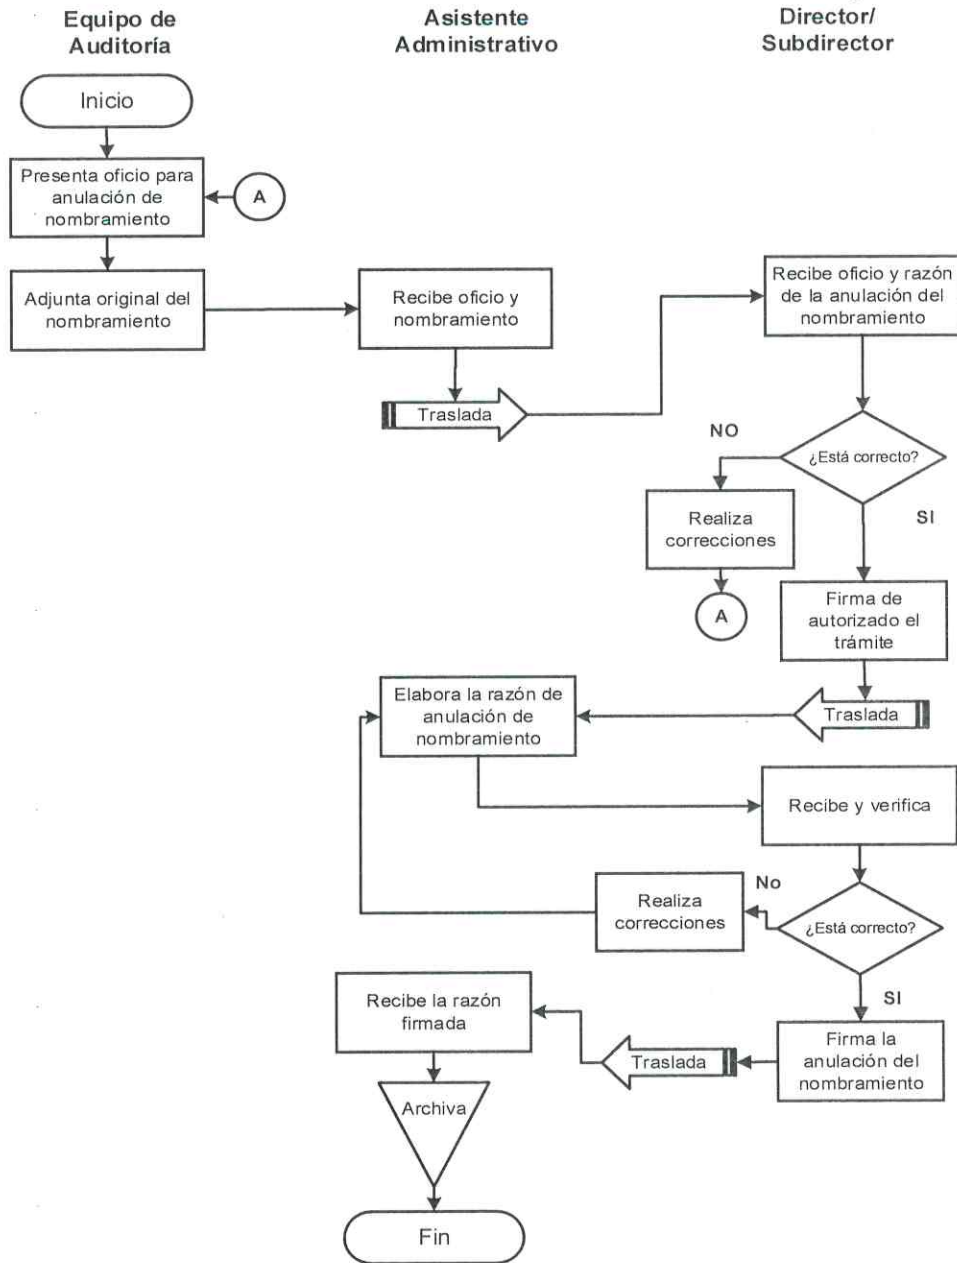 Equipo de
Auditoría
Asistente
Administrativo
Director/
Subdirector
Inicio
Presenta oficio para
anulación de
nombramiento
A
Adjunta original del
nombramiento
Recibe oficio y
nombramiento
Recibe oficio y razón
de la anulación del
nombramiento
Traslada
¿Está correcto?
NO
SI
Realiza
correcciones
A
Firma de
autorizado el
trámite
Traslada
Elabora la razón de
anulación de
nombramiento
Recibe y verifica
¿Está correcto?
No
Realiza
correcciones
SI
Firma la
anulación del
nombramiento
Traslada
Recibe la razón
firmada
Archiva
Fin